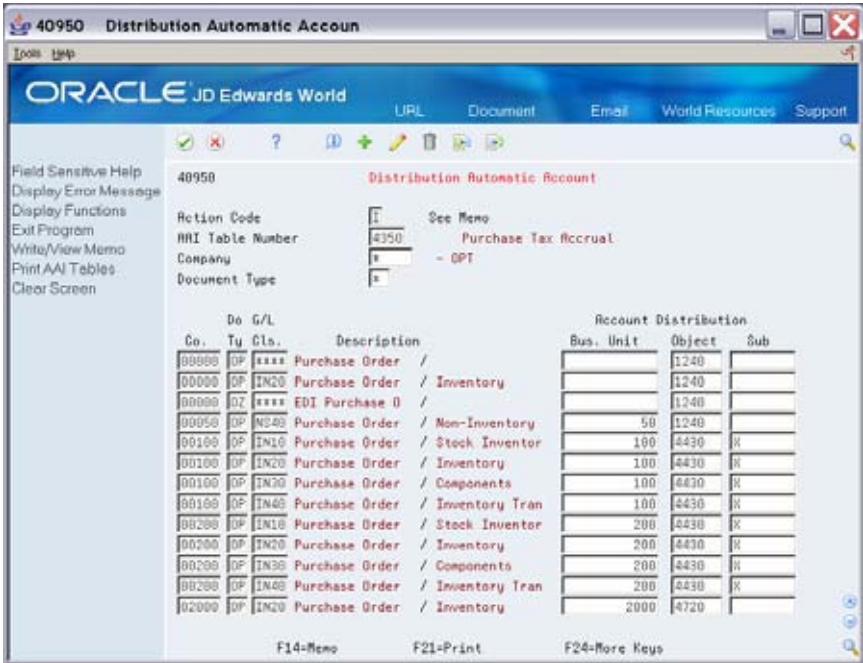 40950 Distribution Automatic Accoun
Tools Help
ORACLE JD Edwards World
URL Document Email World Resources Support
Field Sensitive Help
Display Error Message
Display Functions
Exit Program
Write/View Memo
Print AAI Tables
Clear Screen
40950 Distribution Automatic Account
Action Code I See Memo
AAI Table Number 4350 Purchase Tax Accrual
Company * - OPT
Document Type *
Do G/L Account Distribution
Co. Ty Cls. Description Bus. Unit Object Sub
00000 OP **** Purchase Order / 1240
00000 OP IN20 Purchase Order / Inventory 1240
00000 OZ **** EDI Purchase O / 1240
00050 OP NS40 Purchase Order / Non-Inventory 50 1240
00100 OP IN10 Purchase Order / Stock Inventor 100 4430 X
00100 OP IN20 Purchase Order / Inventory 100 4430 X
00100 OP IN30 Purchase Order / Components 100 4430 X
00100 OP IN40 Purchase Order / Inventory Tran 100 4430 X
00200 OP IN10 Purchase Order / Stock Inventor 200 4430 X
00200 OP IN20 Purchase Order / Inventory 200 4430 X
00200 OP IN30 Purchase Order / Components 200 4430 X
00200 OP IN40 Purchase Order / Inventory Tran 200 4430 X
02000 OP IN20 Purchase Order / Inventory 2000 4720
F14=Memo F21=Print F24=More Keys